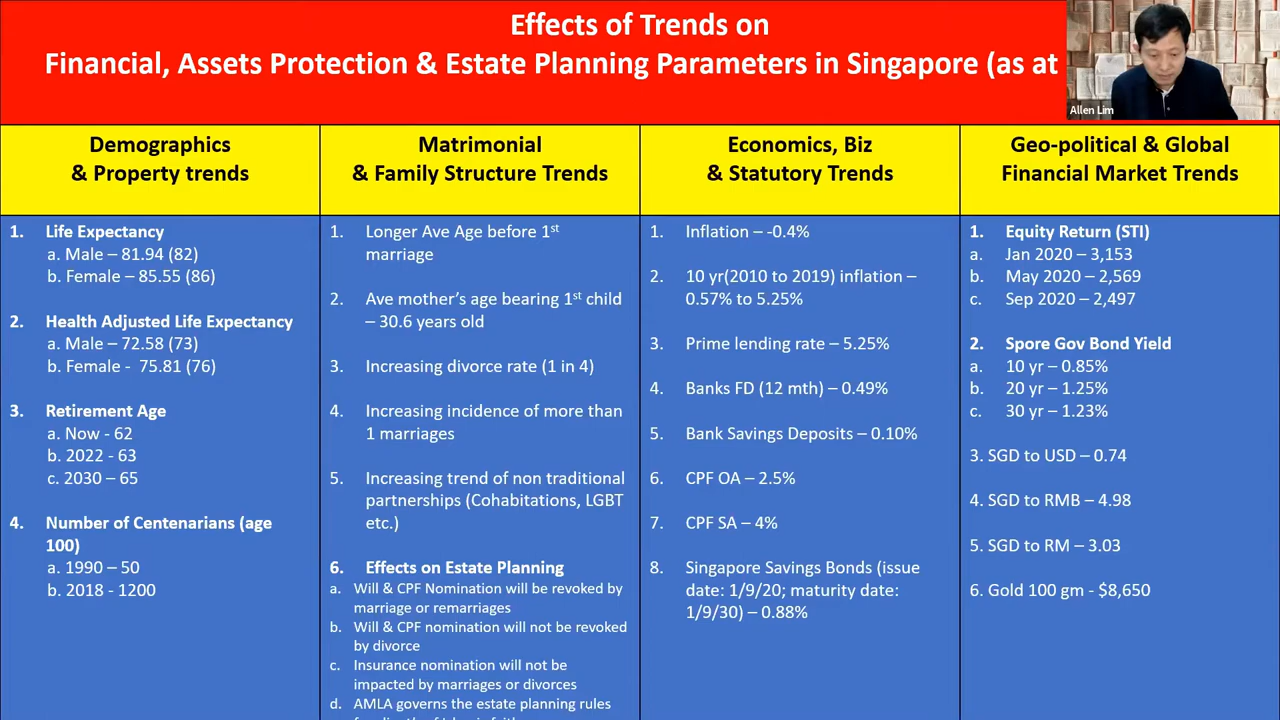 Effects of Trends on
Financial, Assets Protection & Estate Planning Parameters in Singapore (as at
Allen Lim
Demographics
& Property trends
1. Life Expectancy
a. Male – 81.94 (82)
b. Female – 85.55 (86)
2. Health Adjusted Life Expectancy
a. Male – 72.58 (73)
b. Female - 75.81 (76)
3. Retirement Age
a. Now - 62
b. 2022 - 63
c. 2030 – 65
4. Number of Centenarians (age
100)
a. 1990 – 50
b. 2018 - 1200
Matrimonial
& Family Structure Trends
1. Longer Ave Age before 1st
marriage
2. Ave mother's age bearing 1st child
– 30.6 years old
3. Increasing divorce rate (1 in 4)
4. Increasing incidence of more than
1 marriages
5. Increasing trend of non traditional
partnerships (Cohabitations, LGBT
etc.)
6. Effects on Estate Planning
a. Will & CPF Nomination will be revoked by
marriage or remarriages
b. Will & CPF nomination will not be revoked
by divorce
c. Insurance nomination will not be
impacted by marriages or divorces
d. AMLA governs the estate planning rules
Economics, Biz
& Statutory Trends
1. Inflation – -0.4%
2. 10 yr(2010 to 2019) inflation –
0.57% to 5.25%
3. Prime lending rate – 5.25%
4. Banks FD (12 mth) – 0.49%
5. Bank Savings Deposits – 0.10%
6. CPF OA – 2.5%
7. CPF SA – 4%
8. Singapore Savings Bonds (issue
date: 1/9/20; maturity date:
1/9/30) – 0.88%
Geo-political & Global
Financial Market Trends
1. Equity Return (STI)
a. Jan 2020 – 3,153
b. May 2020 – 2,569
c. Sep 2020 – 2,497
2. Spore Gov Bond Yield
a. 10 yr – 0.85%
b. 20 yr – 1.25%
c. 30 yr – 1.23%
3. SGD to USD – 0.74
4. SGD to RMB – 4.98
5. SGD to RM – 3.03
6. Gold 100 gm - $8,650